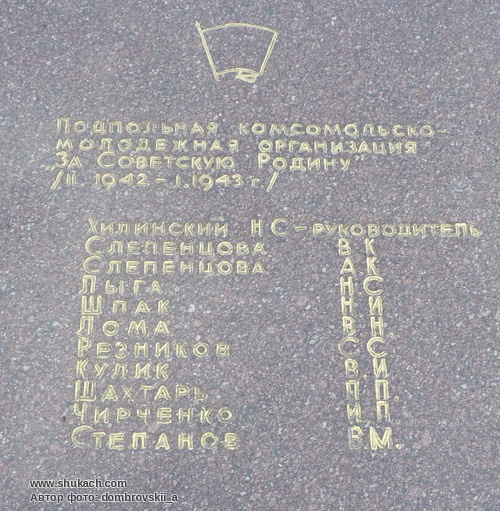 Подпольная комсомольско-
молодежная организация
„За Советскую Родину"
/II. 1942 – I. 1943 г./
Хилинский Н С – руководитель
Слепенцова В К
Слепенцова А К
Лыга Н С
Шпак Н И
Лома В Н
Резников С С
Кулик В И
Шахтарь П П
Чирченко И П
Степанов В.М.
www.shukach.com
Автор фото- dombrovskii_a